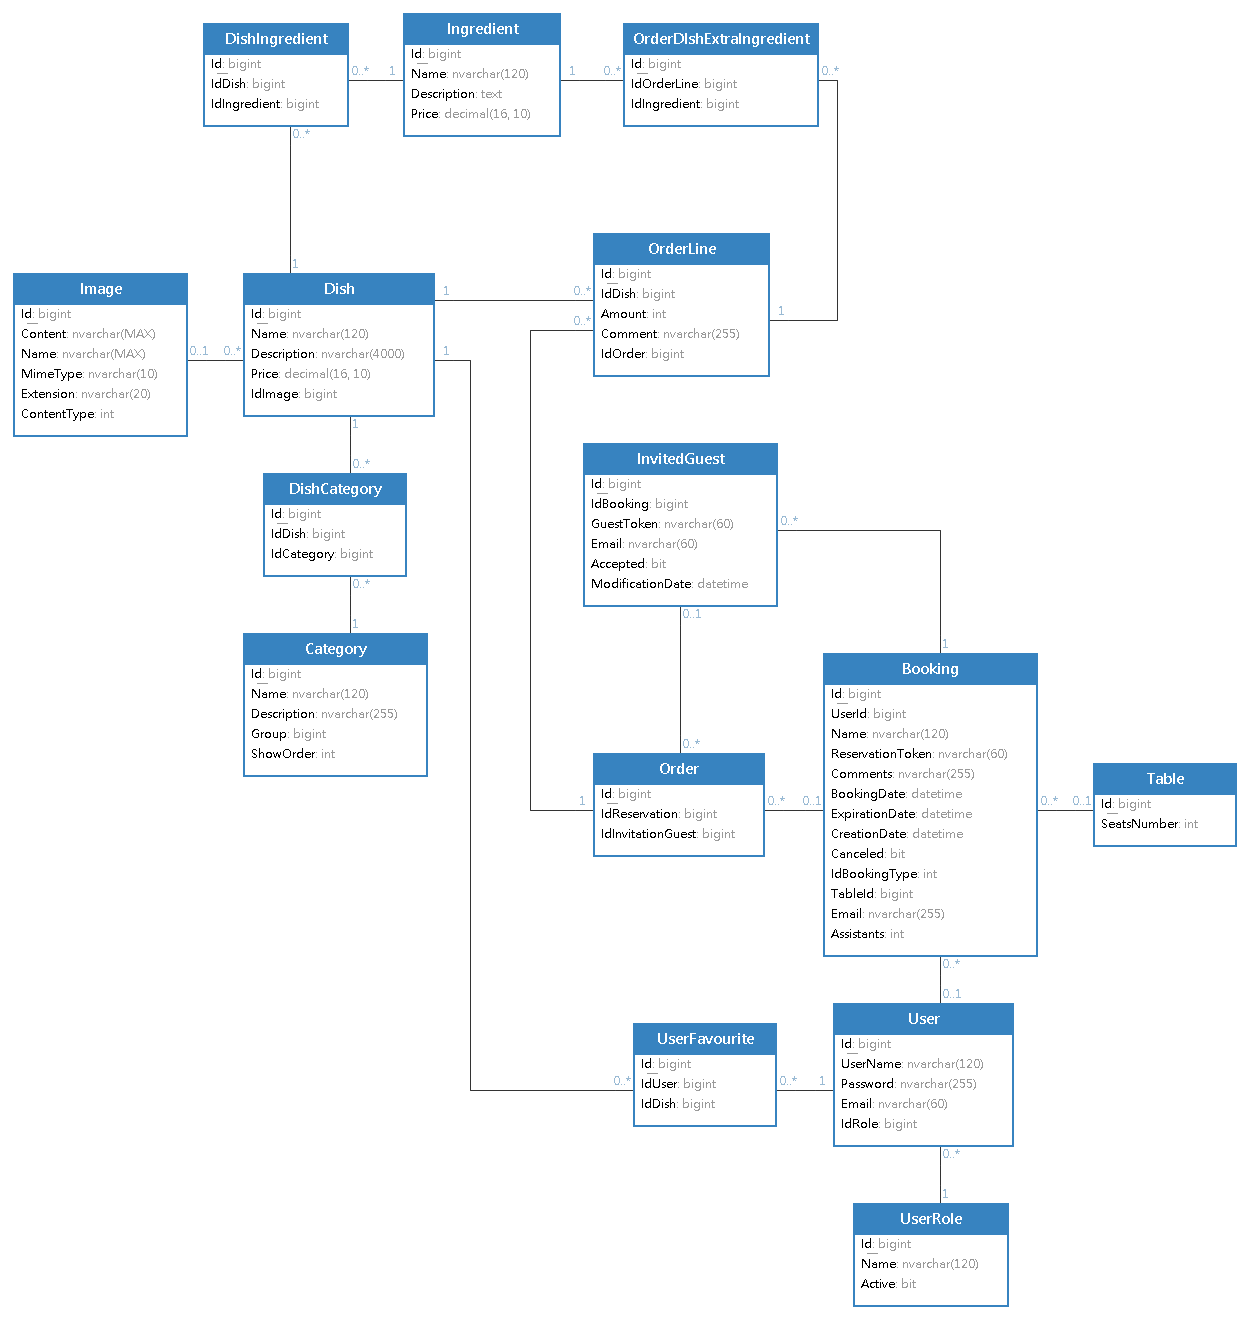 DishIngredient
Id: bigint
IdDish: bigint
IdIngredient: bigint
0..*
1
Ingredient
Id: bigint
Name: nvarchar(120)
Description: text
Price: decimal(16, 10)
1
0..*
OrderDIshExtraIngredient
Id: bigint
IdOrderLine: bigint
IdIngredient: bigint
0..*
0..*
1
Image
Id: bigint
Content: nvarchar(MAX)
Name: nvarchar(MAX)
MimeType: nvarchar(10)
Extension: nvarchar(20)
ContentType: int
0..1
0..*
Dish
Id: bigint
Name: nvarchar(120)
Description: nvarchar(4000)
Price: decimal(16, 10)
IdImage: bigint
1
0..*
1
0..*
OrderLine
Id: bigint
IdDish: bigint
Amount: int
Comment: nvarchar(255)
IdOrder: bigint
1
1
0..*
DishCategory
Id: bigint
IdDish: bigint
IdCategory: bigint
0..*
1
Category
Id: bigint
Name: nvarchar(120)
Description: nvarchar(255)
Group: bigint
ShowOrder: int
InvitedGuest
Id: bigint
IdBooking: bigint
GuestToken: nvarchar(60)
Email: nvarchar(60)
Accepted: bit
ModificationDate: datetime
0..*
1
0..1
0..*
Order
Id: bigint
IdReservation: bigint
IdInvitationGuest: bigint
1
0..*
0..1
Booking
Id: bigint
UserId: bigint
Name: nvarchar(120)
ReservationToken: nvarchar(60)
Comments: nvarchar(255)
BookingDate: datetime
ExpirationDate: datetime
CreationDate: datetime
Canceled: bit
IdBookingType: int
TableId: bigint
Email: nvarchar(255)
Assistants: int
0..*
0..1
Table
Id: bigint
SeatsNumber: int
0..*
0..1
UserFavourite
Id: bigint
IdUser: bigint
IdDish: bigint
0..*
0..*
1
User
Id: bigint
UserName: nvarchar(120)
Password: nvarchar(255)
Email: nvarchar(60)
IdRole: bigint
0..*
1
UserRole
Id: bigint
Name: nvarchar(120)
Active: bit